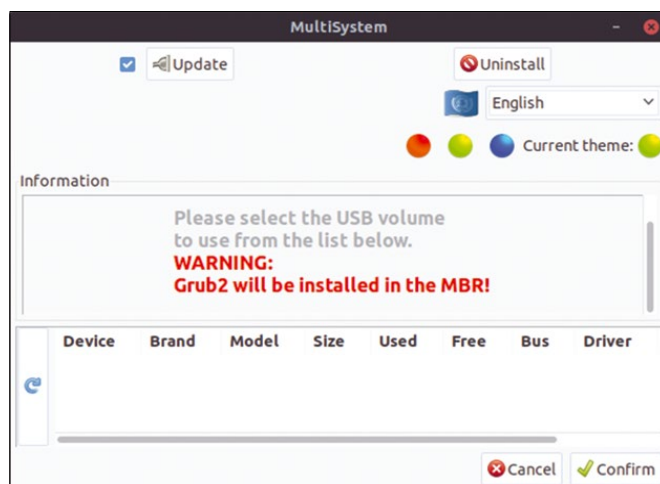 MultiSystem
Update
Uninstall
English
Current theme:
Information
Please select the USB volume
to use from the list below.
WARNING:
Grub2 will be installed in the MBR!
Device Brand Model Size Used Free Bus Driver
Cancel
Confirm